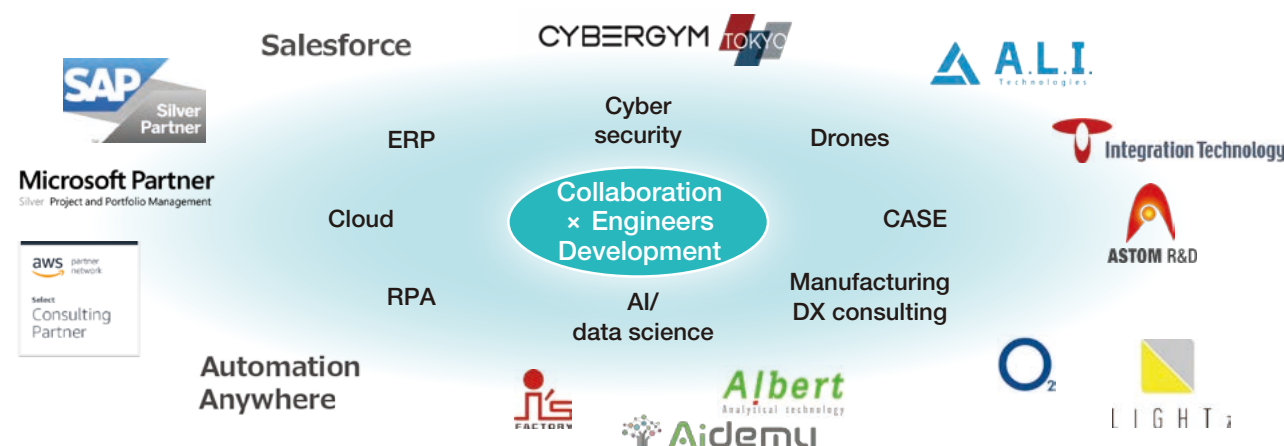 Salesforce
CYBERGYM TOKYO
A.L.I.
Technologies
SAP
Silver
Partner
Cyber
security
ERP
Drones
Integration Technology
Microsoft Partner
Silver Project and Portfolio Management
Collaboration
× Engineers
Development
Cloud
CASE
ASTOM R&D
aws partner
network
Select
Consulting
Partner
RPA
AI/
data science
Manufacturing
DX consulting
Automation
Anywhere
FACTORY
Albert
Analytical technology
Aidemy
O2
LIGHTz